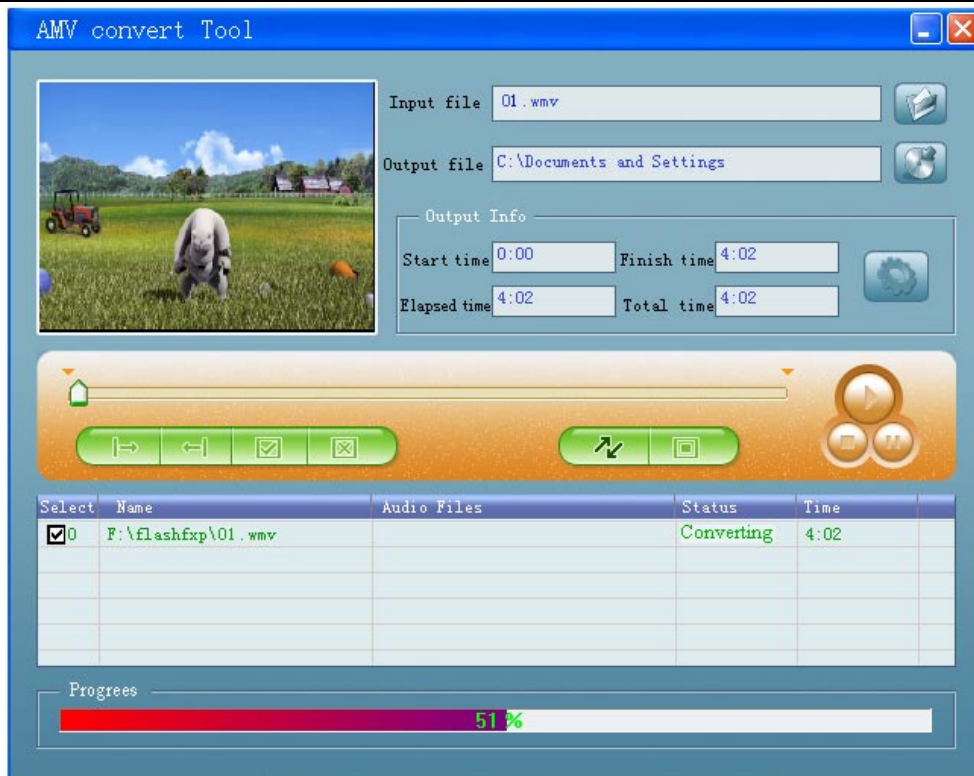 AMV convert Tool
Input file 01.wmv
Output file C:\Documents and Settings
Output Info
Start time 0:00 Finish time 4:02
Elapsed time 4:02 Total time 4:02
Select Name Audio Files Status Time
0 F:\flashfxp\01.wmv Converting 4:02
Progrees
51 %